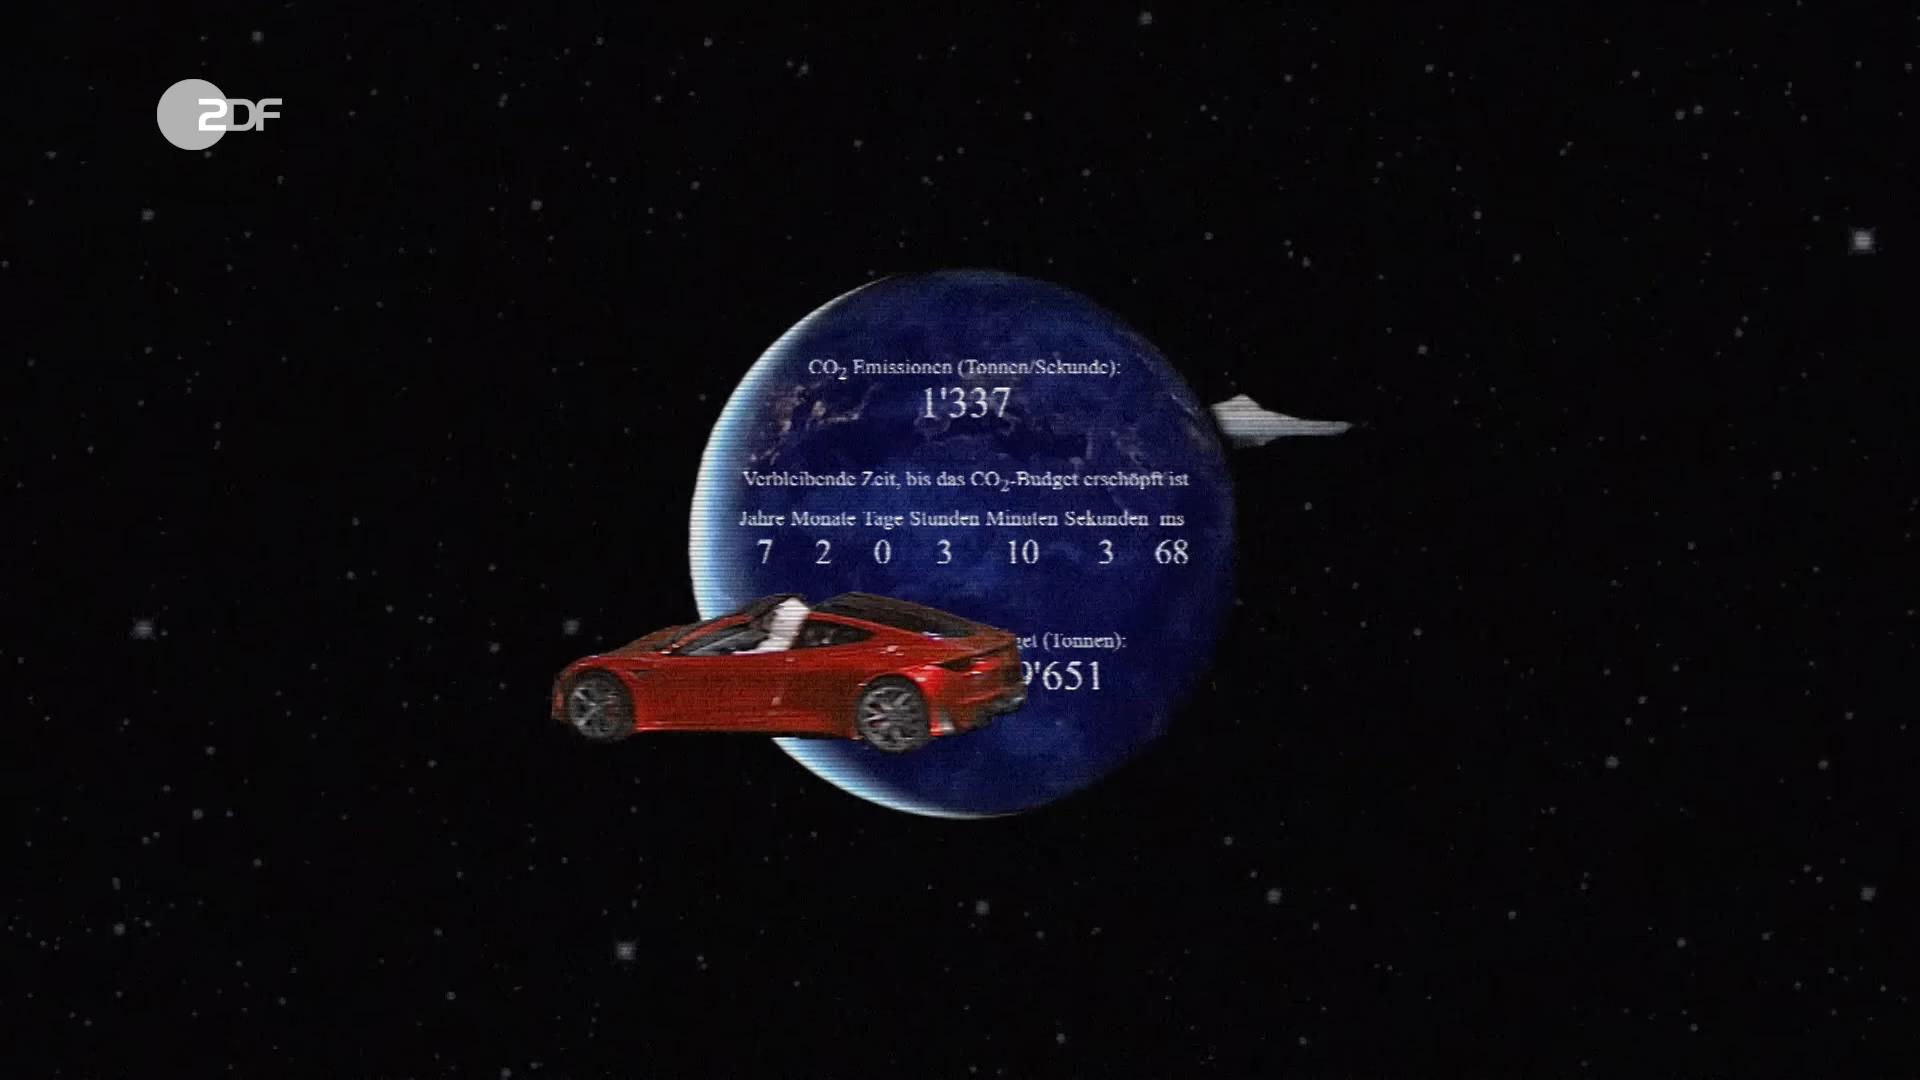 ZDF
CO₂ Emissionen (Tonnen/Sekunde):
1'337
Verbleibende Zeit, bis das CO₂-Budget erschöpft ist
Jahre Monate Tage Stunden Minuten Sekunden ms
7 2 0 3 10 3 68
(Tonnen):
9'651